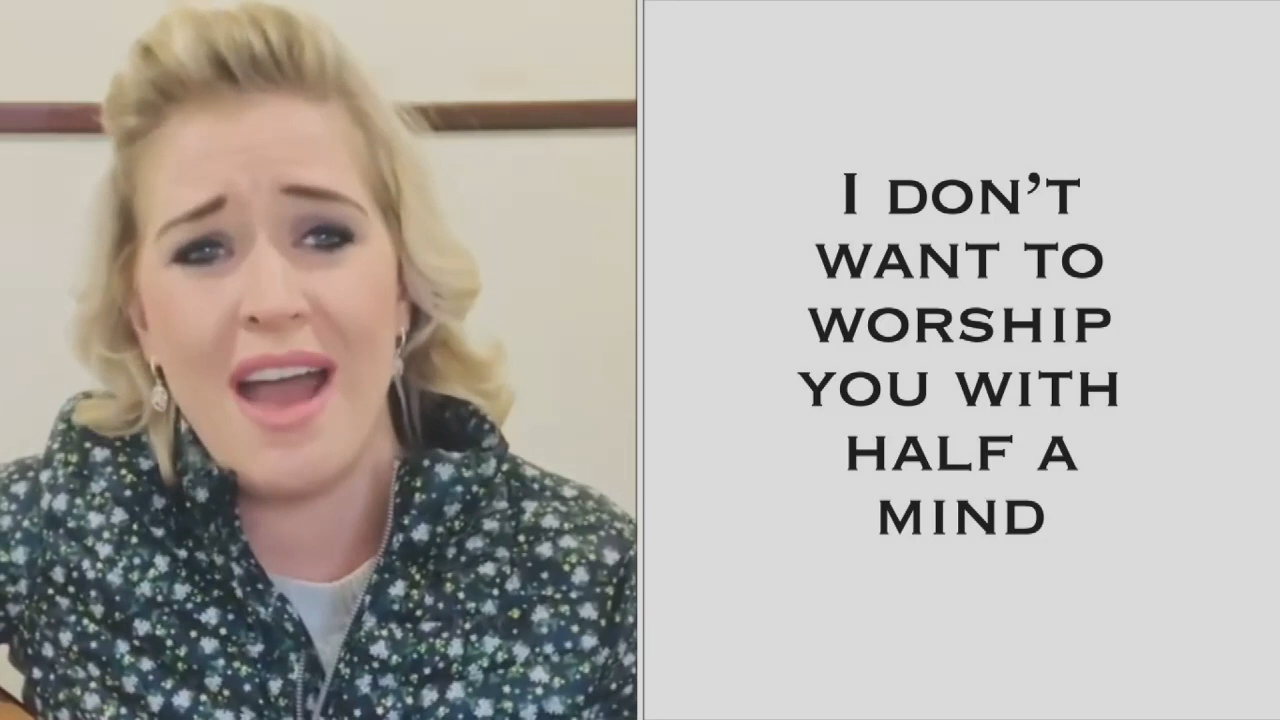 I DON'T
WANT TO
WORSHIP
YOU WITH
HALF A
MIND